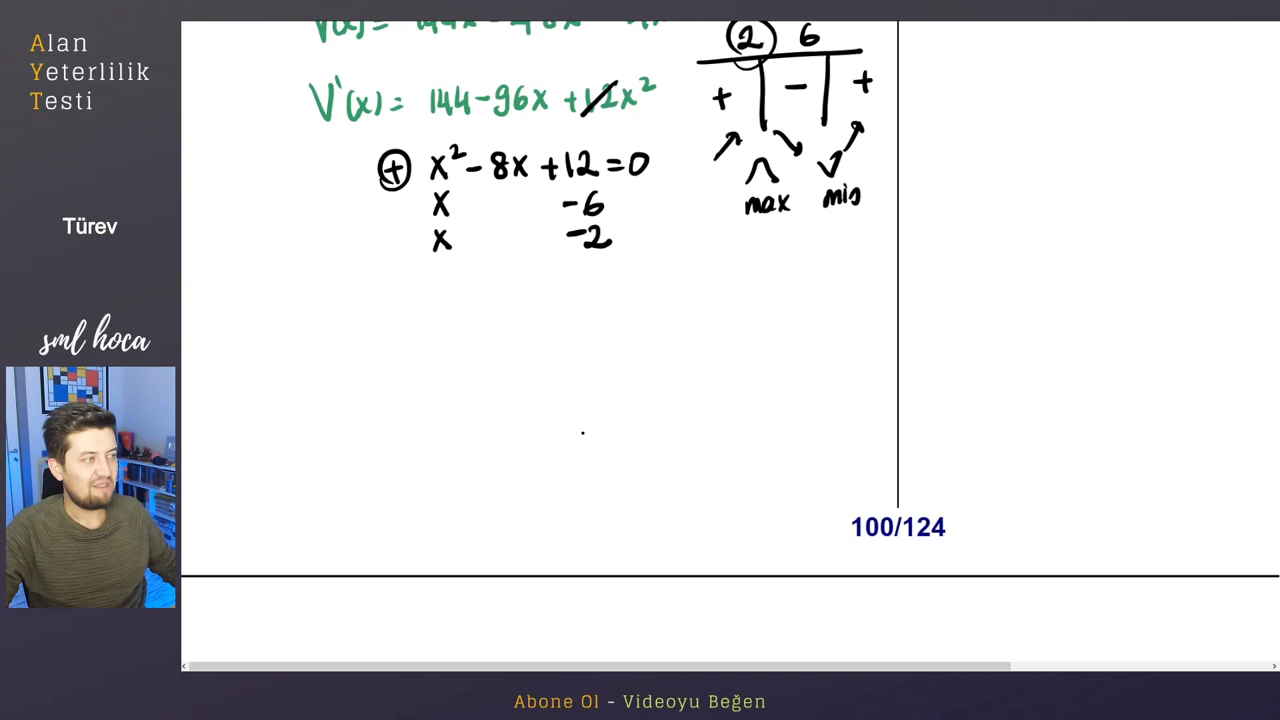 Alan
Yeterlilik
Testi
Türev
sml hoca
V'(x) = 144 - 96x + 12x²
+ x² - 8x + 12 = 0
x -6
x -2
2 6
+ - +
max min
100/124
Abone Ol - Videoyu Beğen